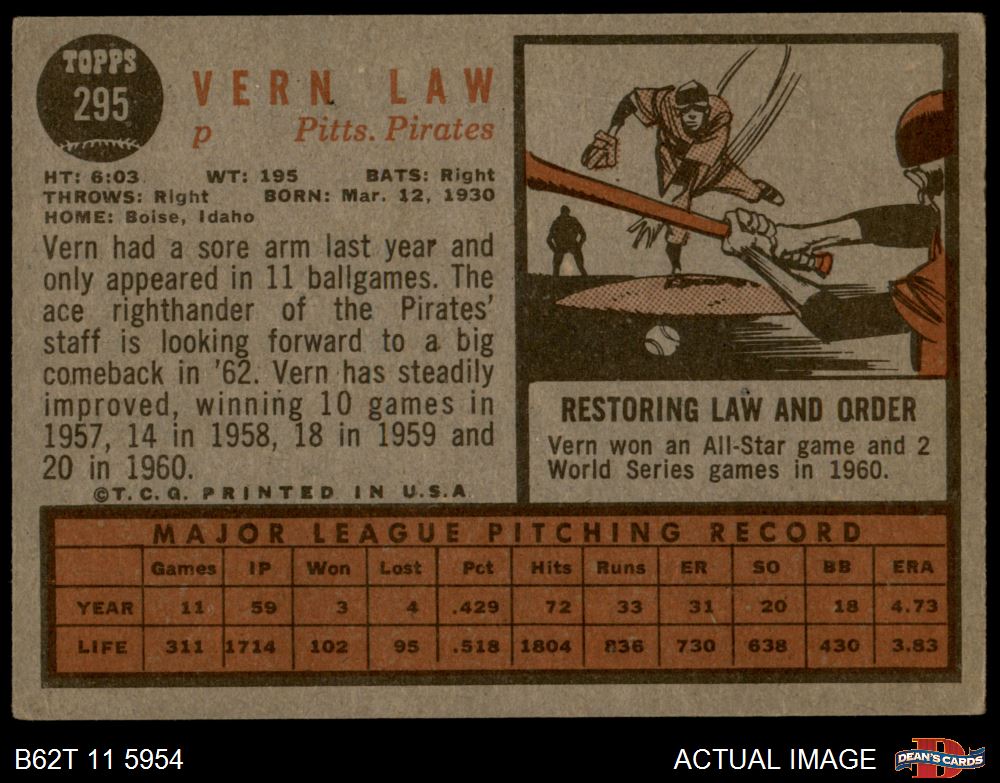 TOPPS
295
VERN LAW
p Pitts. Pirates
HT: 6:03 WT: 195 BATS: Right
THROWS: Right BORN: Mar. 12, 1930
HOME: Boise, Idaho
Vern had a sore arm last year and
only appeared in 11 ballgames. The
ace righthander of the Pirates'
staff is looking forward to a big
comeback in '62. Vern has steadily
improved, winning 10 games in
1957, 14 in 1958, 18 in 1959 and
20 in 1960.
©T.C.G. PRINTED IN U.S.A.
RESTORING LAW AND ORDER
Vern won an All-Star game and 2
World Series games in 1960.
MAJOR LEAGUE PITCHING RECORD
Games IP Won Lost Pct Hits Runs ER SO BB ERA
YEAR 11 59 3 4 .429 72 33 31 20 18 4.73
LIFE 311 1714 102 95 .518 1804 836 730 638 430 3.83
B62T 11 5954
ACTUAL IMAGE
D
DEAN'S CARDS